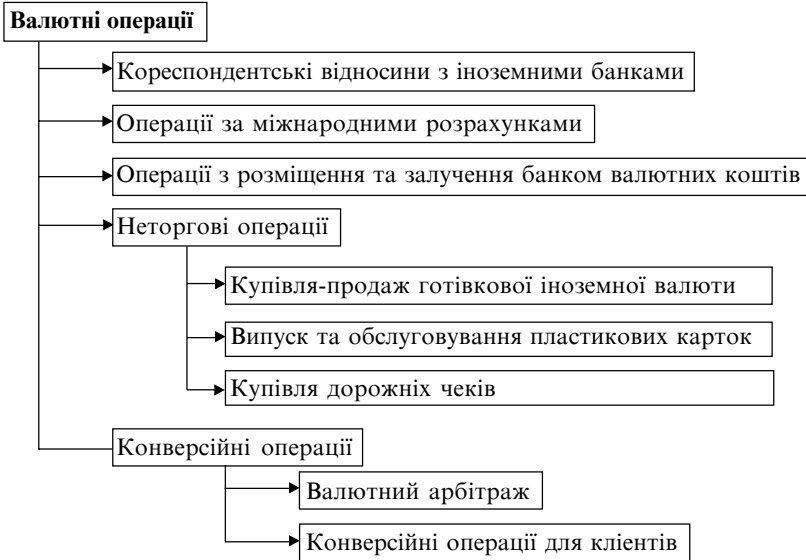 Валютні операції
Кореспондентські відносини з іноземними банками
Операції за міжнародними розрахунками
Операції з розміщення та залучення банком валютних коштів
Неторгові операції
Купівля-продаж готівкової іноземної валюти
Випуск та обслуговування пластикових карток
Купівля дорожніх чеків
Конверсійні операції
Валютний арбітраж
Конверсійні операції для клієнтів